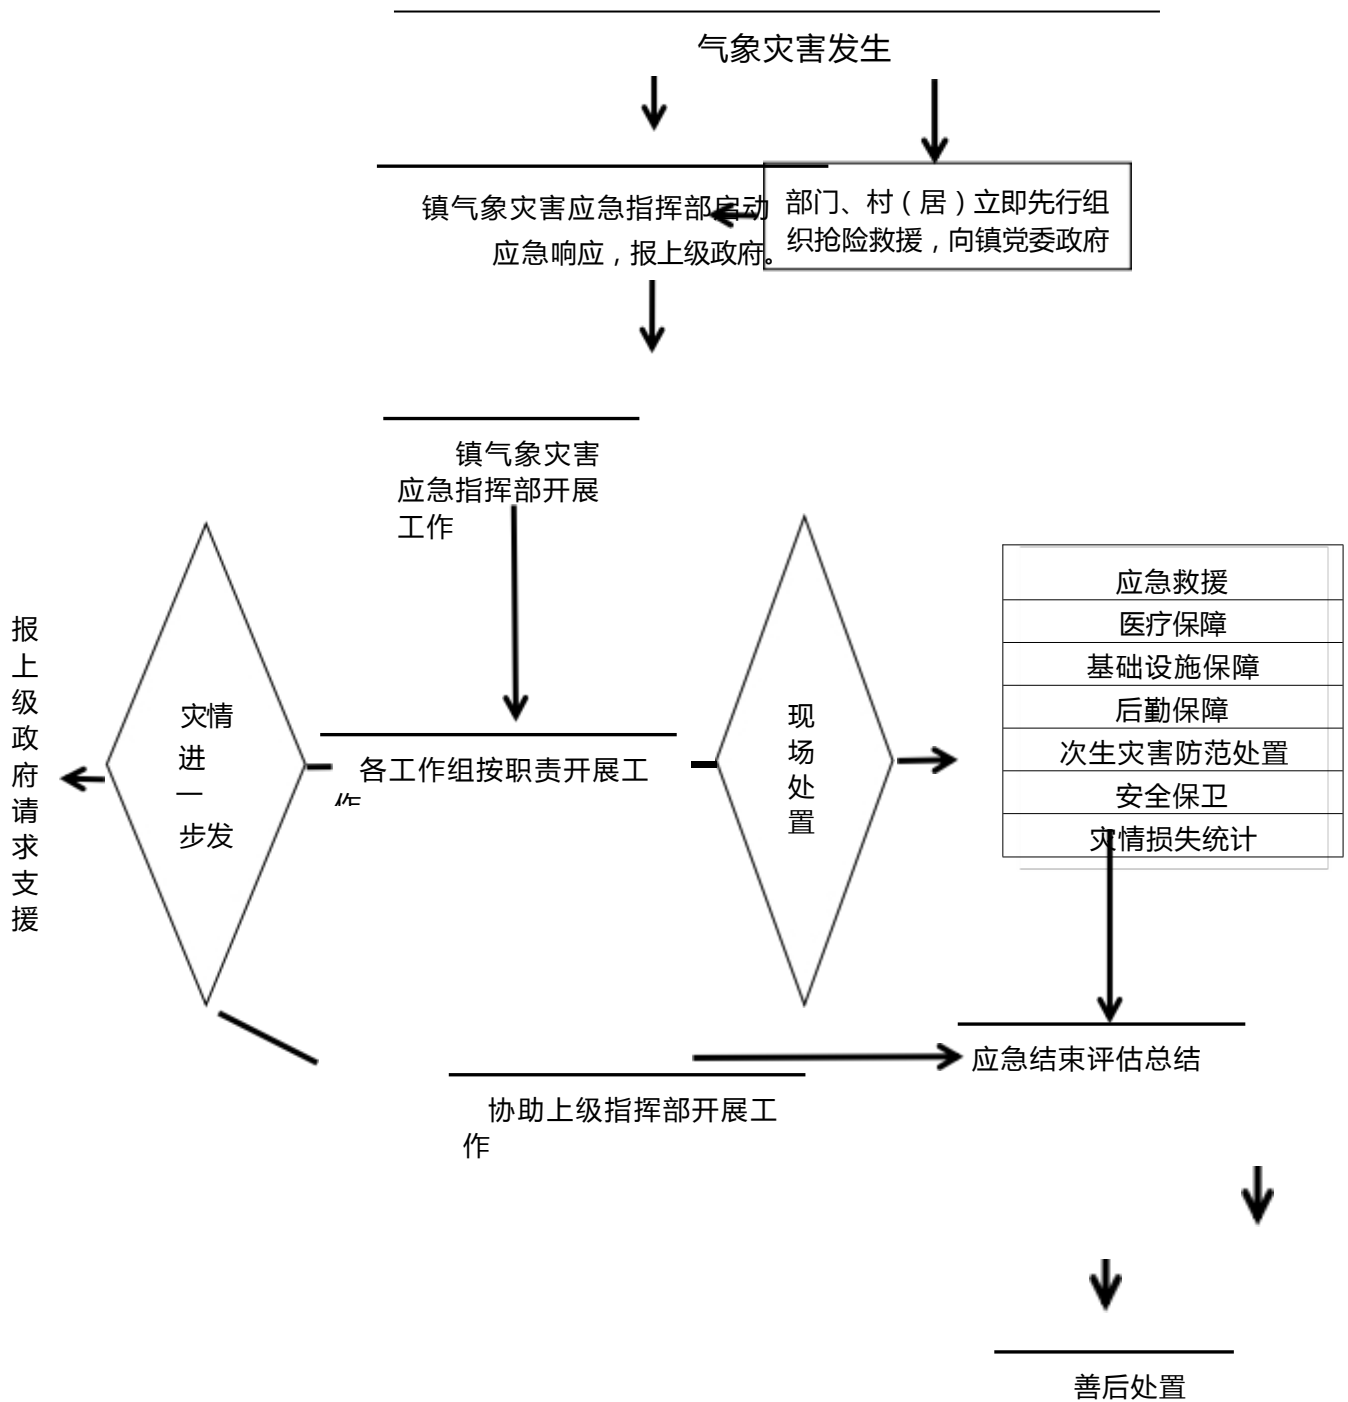 气象灾害发生
镇气象灾害应急指挥部启动
应急响应，报上级政府。
部门、村（居）立即先行组
织抢险救援，向镇党委政府
镇气象灾害
应急指挥部开展
工作
报
上
级
政
府
请
求
支
援
灾情
进
一
步发
各工作组按职责开展工
作
现
场
处
置
应急救援
医疗保障
基础设施保障
后勤保障
次生灾害防范处置
安全保卫
灾情损失统计
应急结束评估总结
协助上级指挥部开展工
作
善后处置